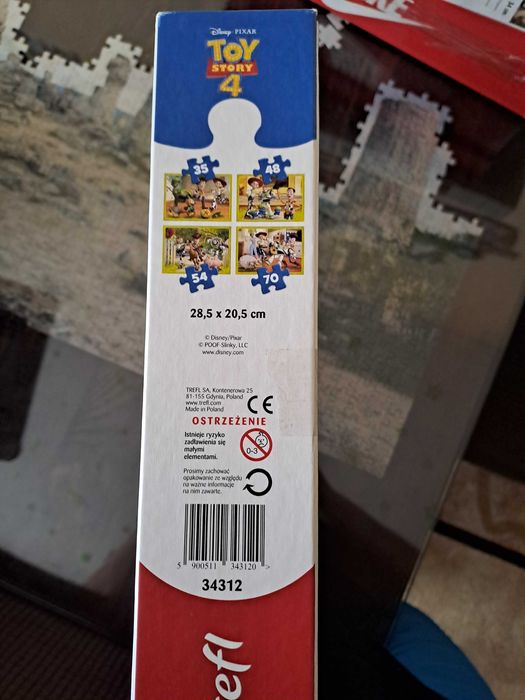 Disney · PIXAR
TOY
STORY
4
35
48
54
70
28,5 x 20,5 cm
© Disney/Pixar
© POOF-Slinky, LLC
www.disney.com
TREFL SA, Kontenerowa 25
81-155 Gdynia, Poland
www.trefl.com
Made in Poland
CE
OSTRZEŻENIE
Istnieje ryzyko
zadławienia się
małymi
elementami.
0-3
Prosimy zachować
opakowanie ze względu
na ważne informacje
na nim zawarte.
5 900511 343120 >
34312
refl